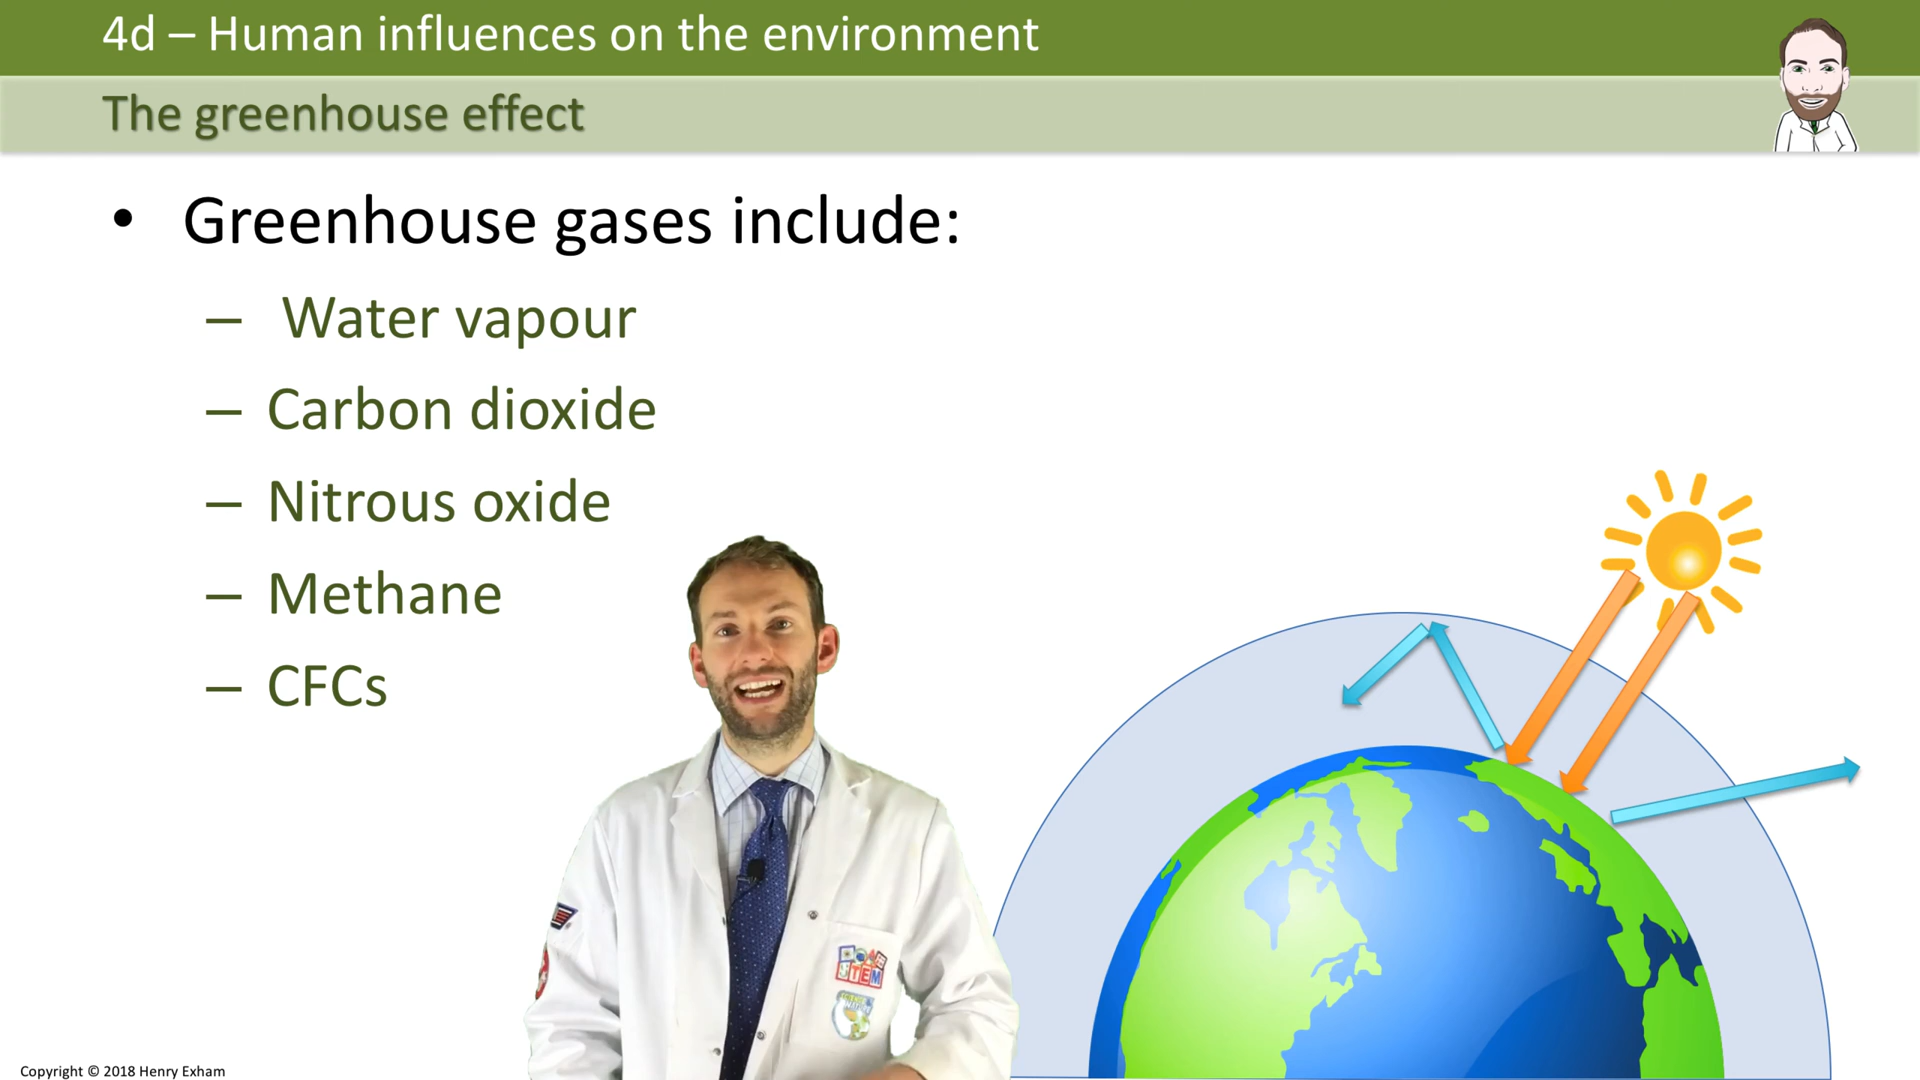 4d – Human influences on the environment
The greenhouse effect
• Greenhouse gases include:
– Water vapour
– Carbon dioxide
– Nitrous oxide
– Methane
– CFCs
STEM
Copyright © 2018 Henry Exham